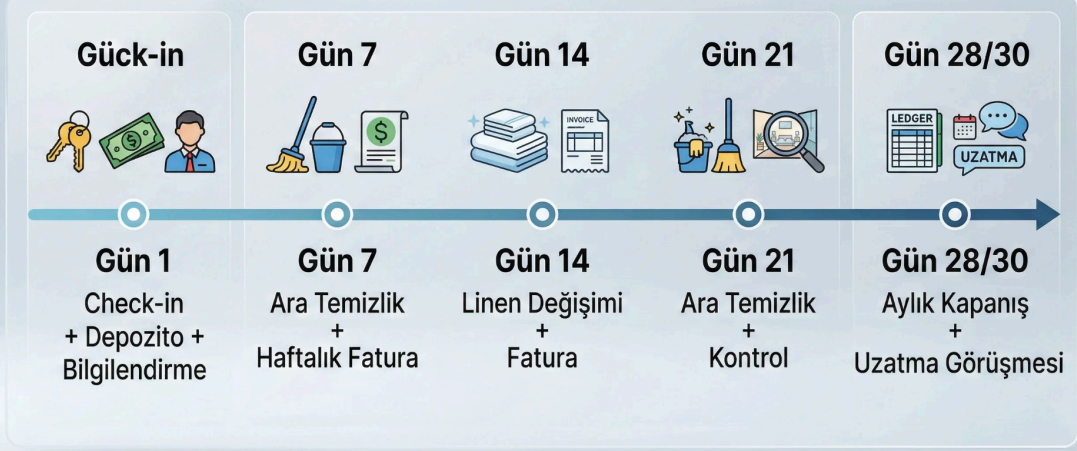 Gück-in
Gün 7
Gün 14
Gün 21
Gün 28/30
$
$
INVOICE
LEDGER
UZATMA
Gün 1
Check-in
+ Depozito +
Bilgilendirme
Gün 7
Ara Temizlik
+
Haftalık Fatura
Gün 14
Linen Değişimi
+
Fatura
Gün 21
Ara Temizlik
+
Kontrol
Gün 28/30
Aylık Kapanış
+
Uzatma Görüşmesi